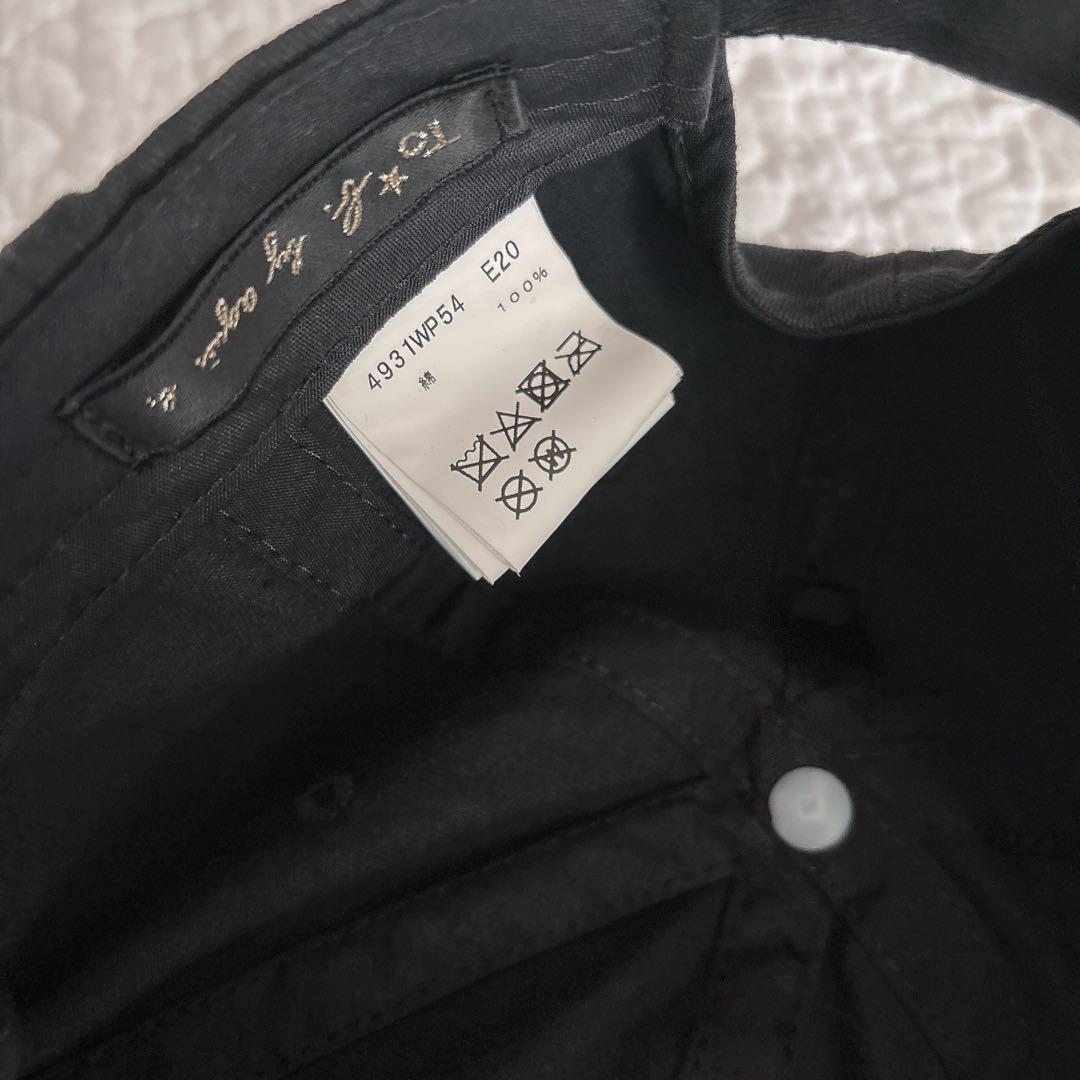 To★b. by agnès b.
4931WP54 E20
綿 100%